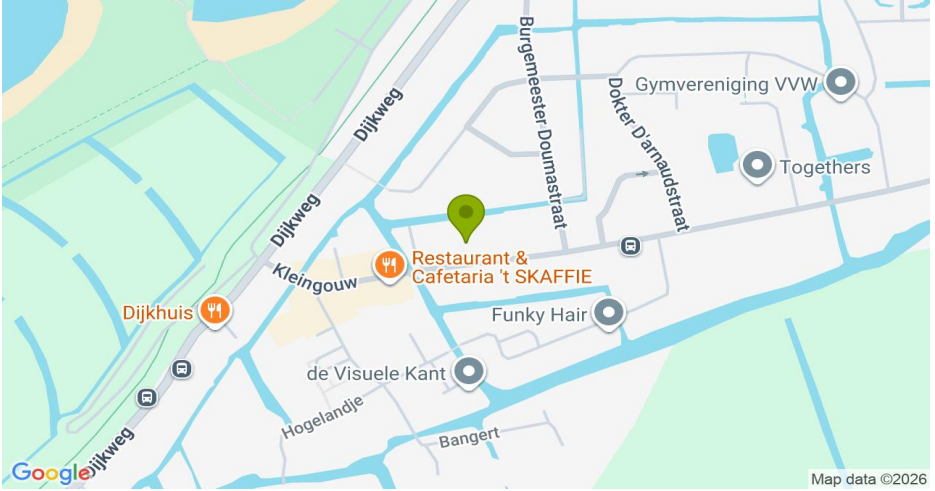 Burgemeester Doumastraat
Dijkweg
Gymvereniging VVW
Dokter D'arnaudstraat
Togethers
Dijkweg
Restaurant &
Cafetaria 't SKAFFIE
Kleingouw
Dijkhuis
Funky Hair
de Visuele Kant
Hogelandje
Bangert
Dijkweg
Google
Map data ©2026